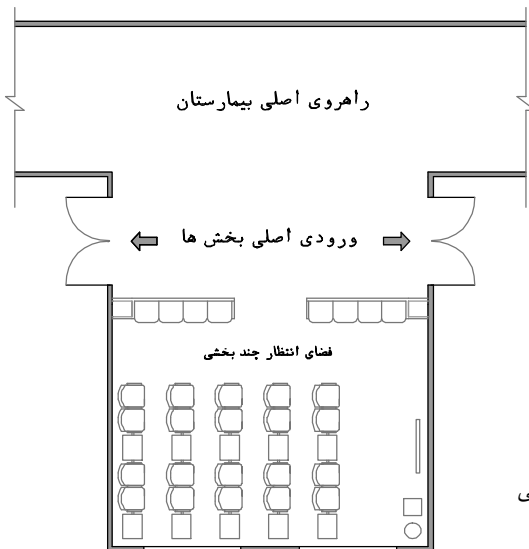 راهروی اصلی بیمارستان
ورودی اصلی بخش ها
فضای انتظار چند بخشی